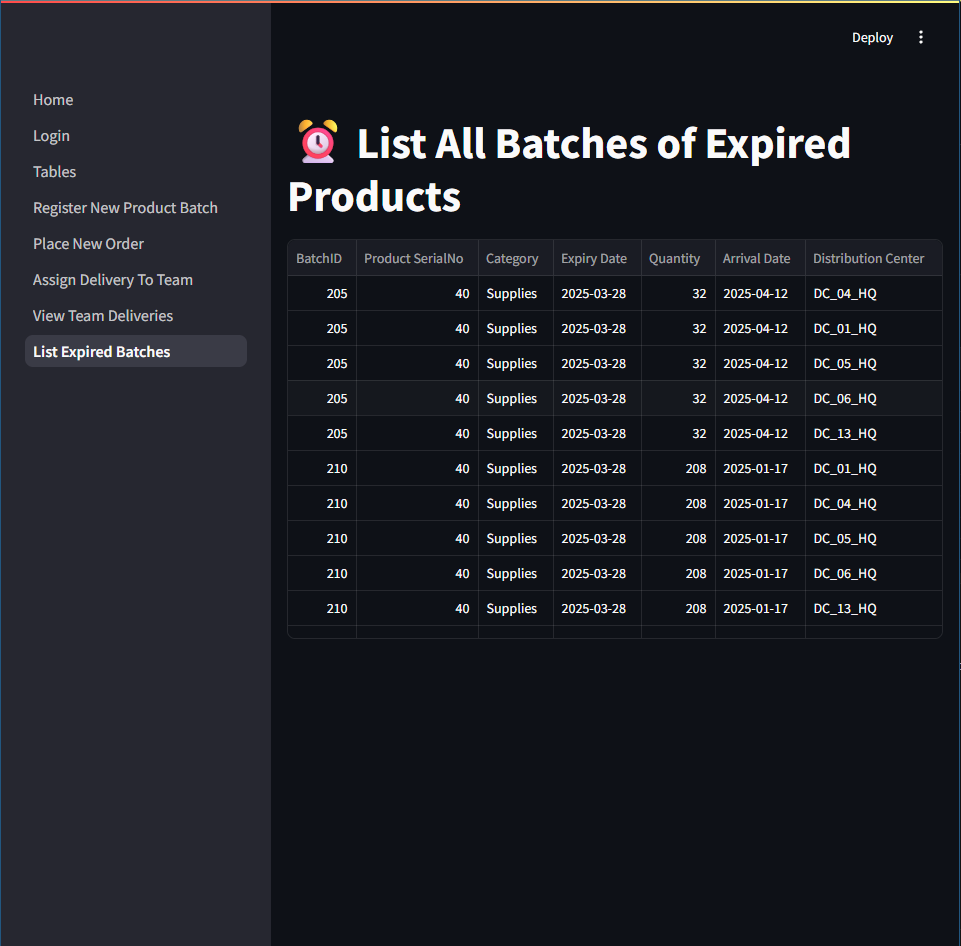 Deploy
Home
Login
Tables
Register New Product Batch
Place New Order
Assign Delivery To Team
View Team Deliveries
List Expired Batches
List All Batches of Expired
Products
BatchID Product SerialNo Category Expiry Date Quantity Arrival Date Distribution Center
205 40 Supplies 2025-03-28 32 2025-04-12 DC_04_HQ
205 40 Supplies 2025-03-28 32 2025-04-12 DC_01_HQ
205 40 Supplies 2025-03-28 32 2025-04-12 DC_05_HQ
205 40 Supplies 2025-03-28 32 2025-04-12 DC_06_HQ
205 40 Supplies 2025-03-28 32 2025-04-12 DC_13_HQ
210 40 Supplies 2025-03-28 208 2025-01-17 DC_01_HQ
210 40 Supplies 2025-03-28 208 2025-01-17 DC_04_HQ
210 40 Supplies 2025-03-28 208 2025-01-17 DC_05_HQ
210 40 Supplies 2025-03-28 208 2025-01-17 DC_06_HQ
210 40 Supplies 2025-03-28 208 2025-01-17 DC_13_HQ